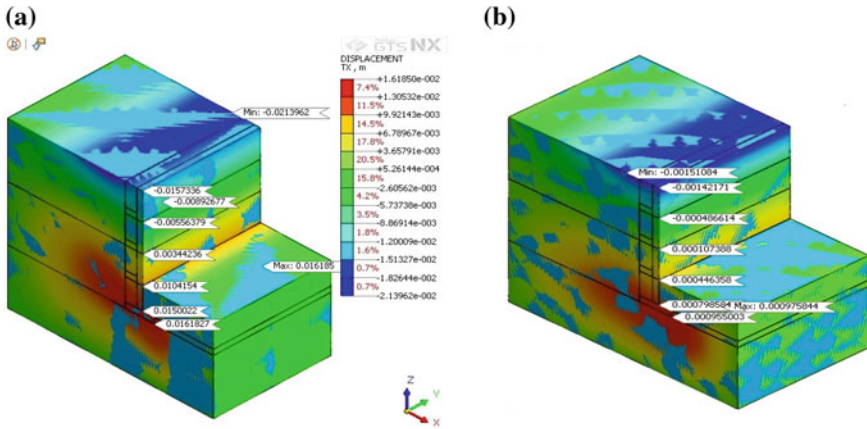 (a)
GTS NX
DISPLACEMENT
TX , m
+1.61850e-002
7.4%
+1.30532e-002
11.5%
+9.92143e-003
14.5%
+6.78967e-003
17.8%
+3.65791e-003
20.5%
+5.26144e-004
15.8%
-2.60562e-003
4.2%
-5.73738e-003
3.5%
-8.86914e-003
1.8%
-1.20009e-002
1.6%
-1.51327e-002
0.7%
-1.82644e-002
0.7%
-2.13962e-002
Min: -0.0213962
-0.0157336
-0.00892677
-0.00556379
0.00344236
Max: 0.016185
0.0104154
0.0150022
0.0161827
Z
Y
X
(b)
Min: -0.00151084
-0.00142171
-0.000486614
0.000107388
0.000446358
0.000798584
Max: 0.000975844
0.000955003